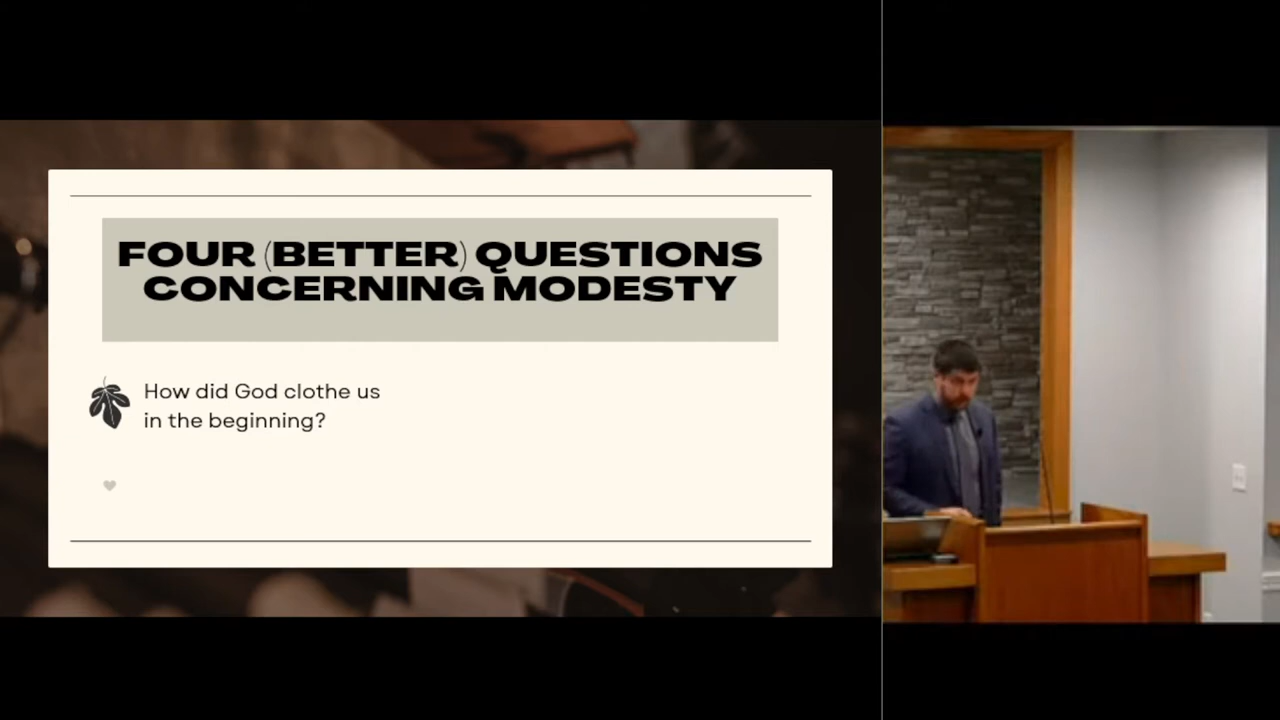 FOUR (BETTER) QUESTIONS
CONCERNING MODESTY
How did God clothe us
in the beginning?